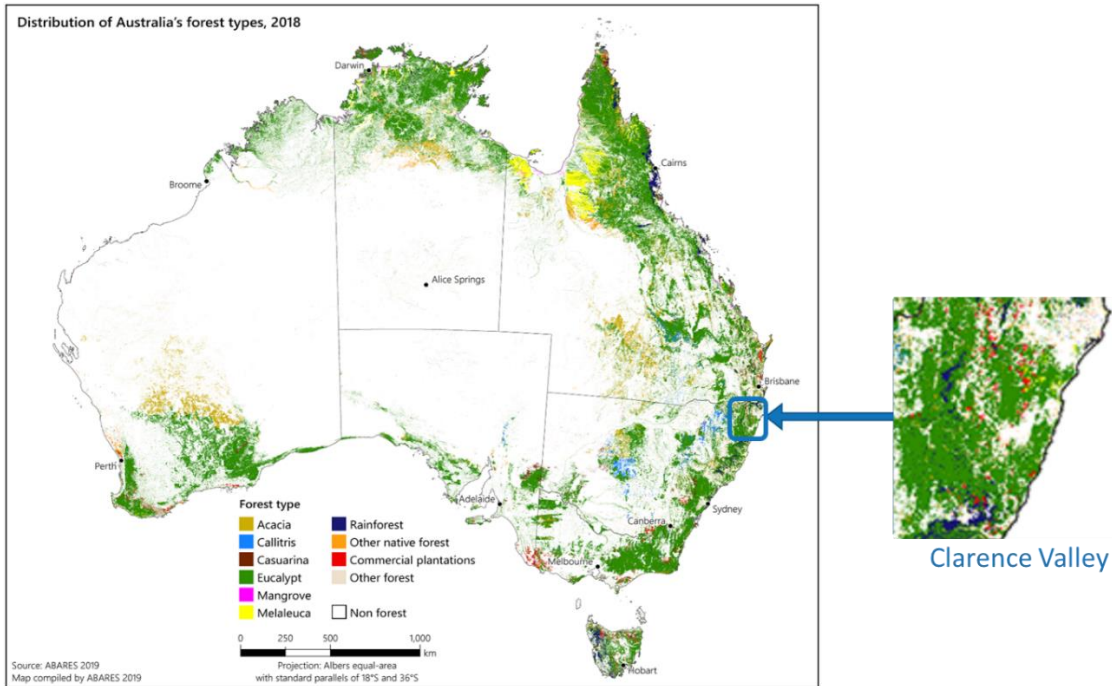 Distribution of Australia's forest types, 2018
Darwin
Cairns
Broome
Alice Springs
Brisbane
Perth
Adelaide
Sydney
Canberra
Melbourne
Hobart
Forest type
Acacia
Callitris
Casuarina
Eucalypt
Mangrove
Melaleuca
Rainforest
Other native forest
Commercial plantations
Other forest
Non forest
0 250 500 1,000
km
Source: ABARES 2019
Map compiled by ABARES 2019
Projection: Albers equal-area
with standard parallels of 18°S and 36°S
Clarence Valley